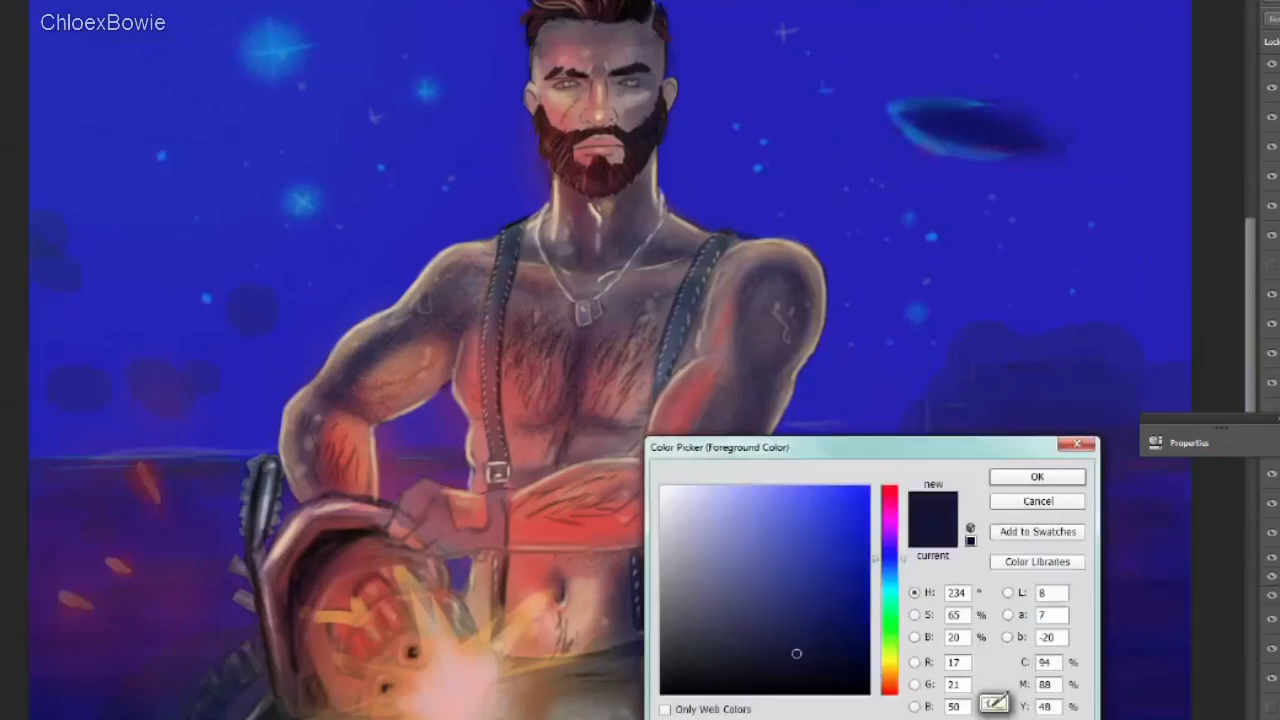 ChloexBowie
Color Picker (Foreground Color)
OK
Cancel
Add to Swatches
Color Libraries
new
current
H: 234 °
S: 65 %
B: 20 %
R: 17
G: 21
B: 50
L: 8
a: 7
b: -20
C: 94 %
M: 88 %
Y: 48 %
Only Web Colors
Properties